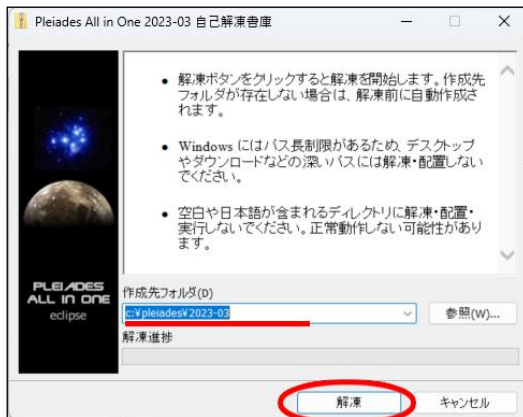 Pleiades All in One 2023-03 自己解凍書庫
• 解凍ボタンをクリックすると解凍を開始します。作成先
フォルダが存在しない場合は、解凍前に自動作成さ
れます。
• Windows にはパス長制限があるため、デスクトップ
やダウンロードなどの深いパスには解凍・配置しない
でください。
• 空白や日本語が含まれるディレクトリに解凍・配置・
実行しないでください。正常動作しない可能性があり
ます。
PLEIADES
ALL IN ONE
eclipse
作成先フォルダ(D)
c:¥pleiades¥2023-03
参照(W)...
解凍進捗
解凍
キャンセル